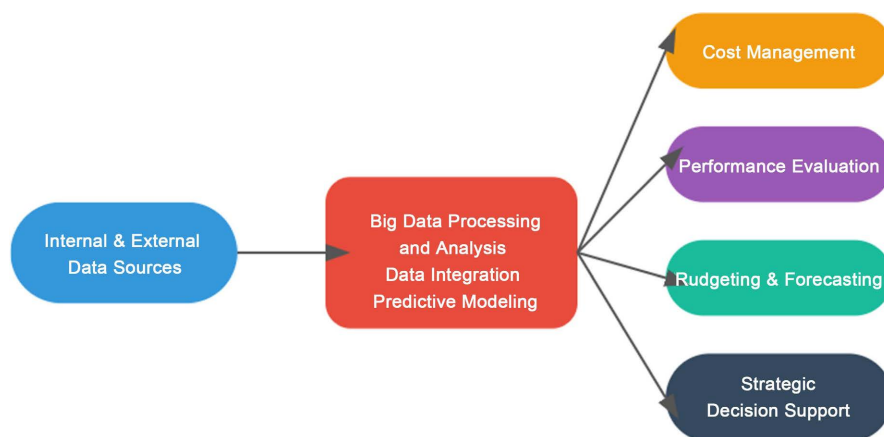 Internal & External
Data Sources
Big Data Processing
and Analysis
Data Integration
Predictive Modeling
Cost Management
Performance Evaluation
Rudgeting & Forecasting
Strategic
Decision Support